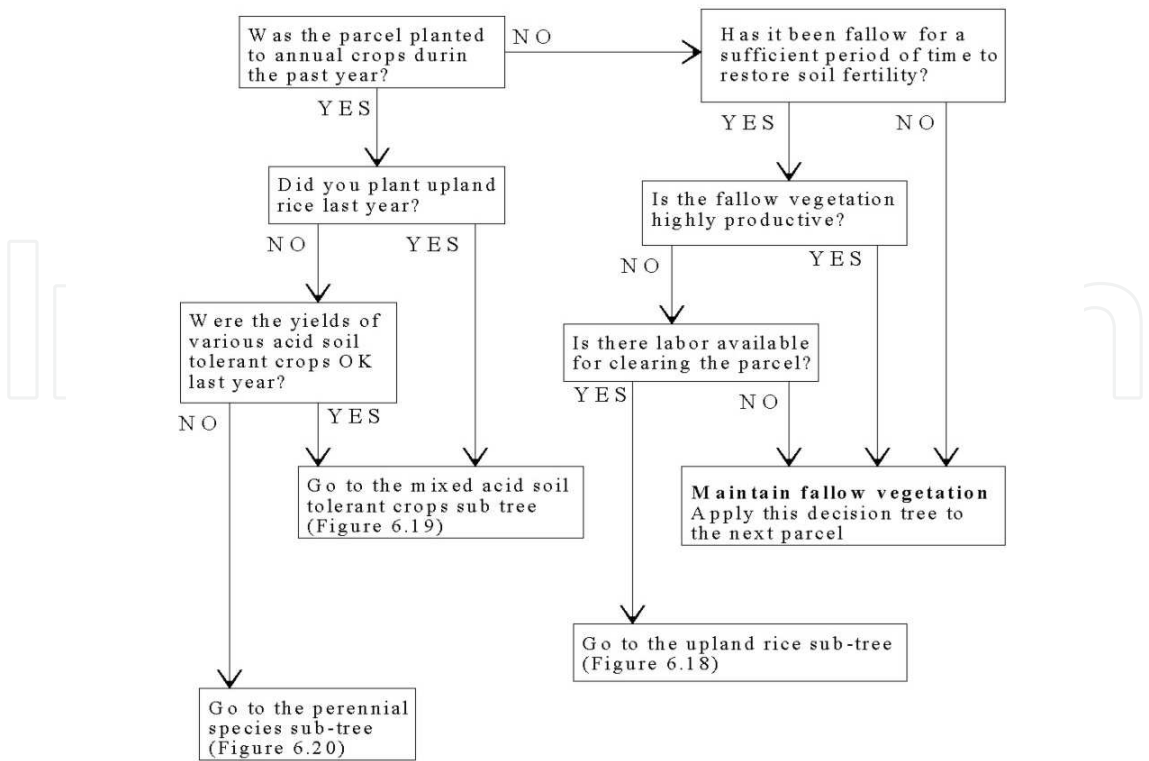 Was the parcel planted
to annual crops durin
the past year?
NO
Has it been fallow for a
sufficient period of time to
restore soil fertility?
YES
YES
NO
Did you plant upland
rice last year?
Is the fallow vegetation
highly productive?
NO
YES
NO
YES
Were the yields of
various acid soil
tolerant crops OK
last year?
Is there labor available
for clearing the parcel?
NO
YES
YES
NO
Go to the mixed acid soil
tolerant crops sub tree
(Figure 6.19)
Maintain fallow vegetation
Apply this decision tree to
the next parcel
Go to the upland rice sub-tree
(Figure 6.18)
Go to the perennial
species sub-tree
(Figure 6.20)